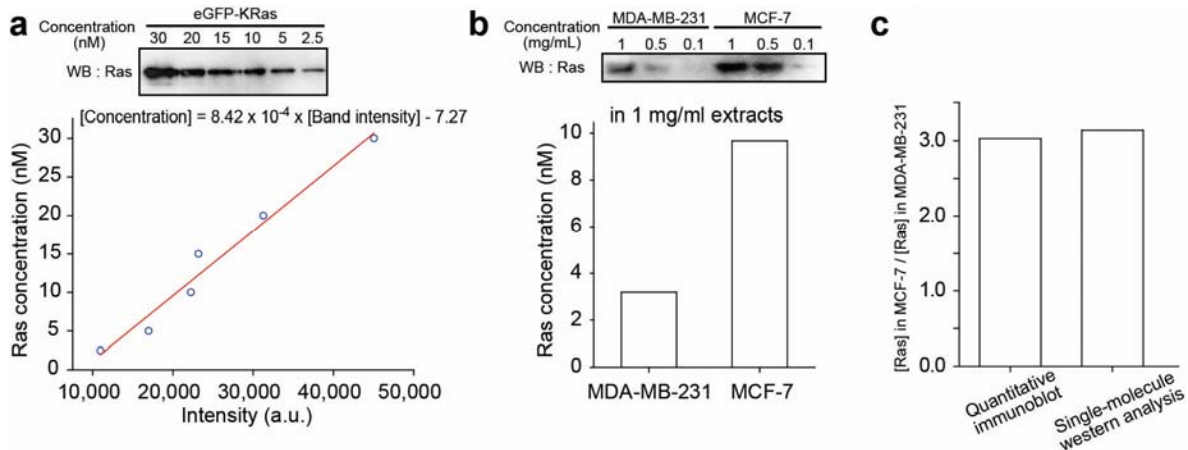 a
eGFP-KRas
Concentration
(nM)
30 20 15 10 5 2.5
WB : Ras
[Concentration] = 8.42 x 10-4 x [Band intensity] - 7.27
Ras concentration (nM)
30
25
20
15
10
5
0
10,000 20,000 30,000 40,000 50,000
Intensity (a.u.)
b
Concentration
(mg/mL)
MDA-MB-231 MCF-7
1 0.5 0.1 1 0.5 0.1
WB : Ras
in 1 mg/ml extracts
Ras concentration (nM)
10
8
6
4
2
0
MDA-MB-231 MCF-7
c
[Ras] in MCF-7 / [Ras] in MDA-MB-231
3.0
2.0
1.0
0.0
Quantitative
immunoblot
Single-molecule
western analysis